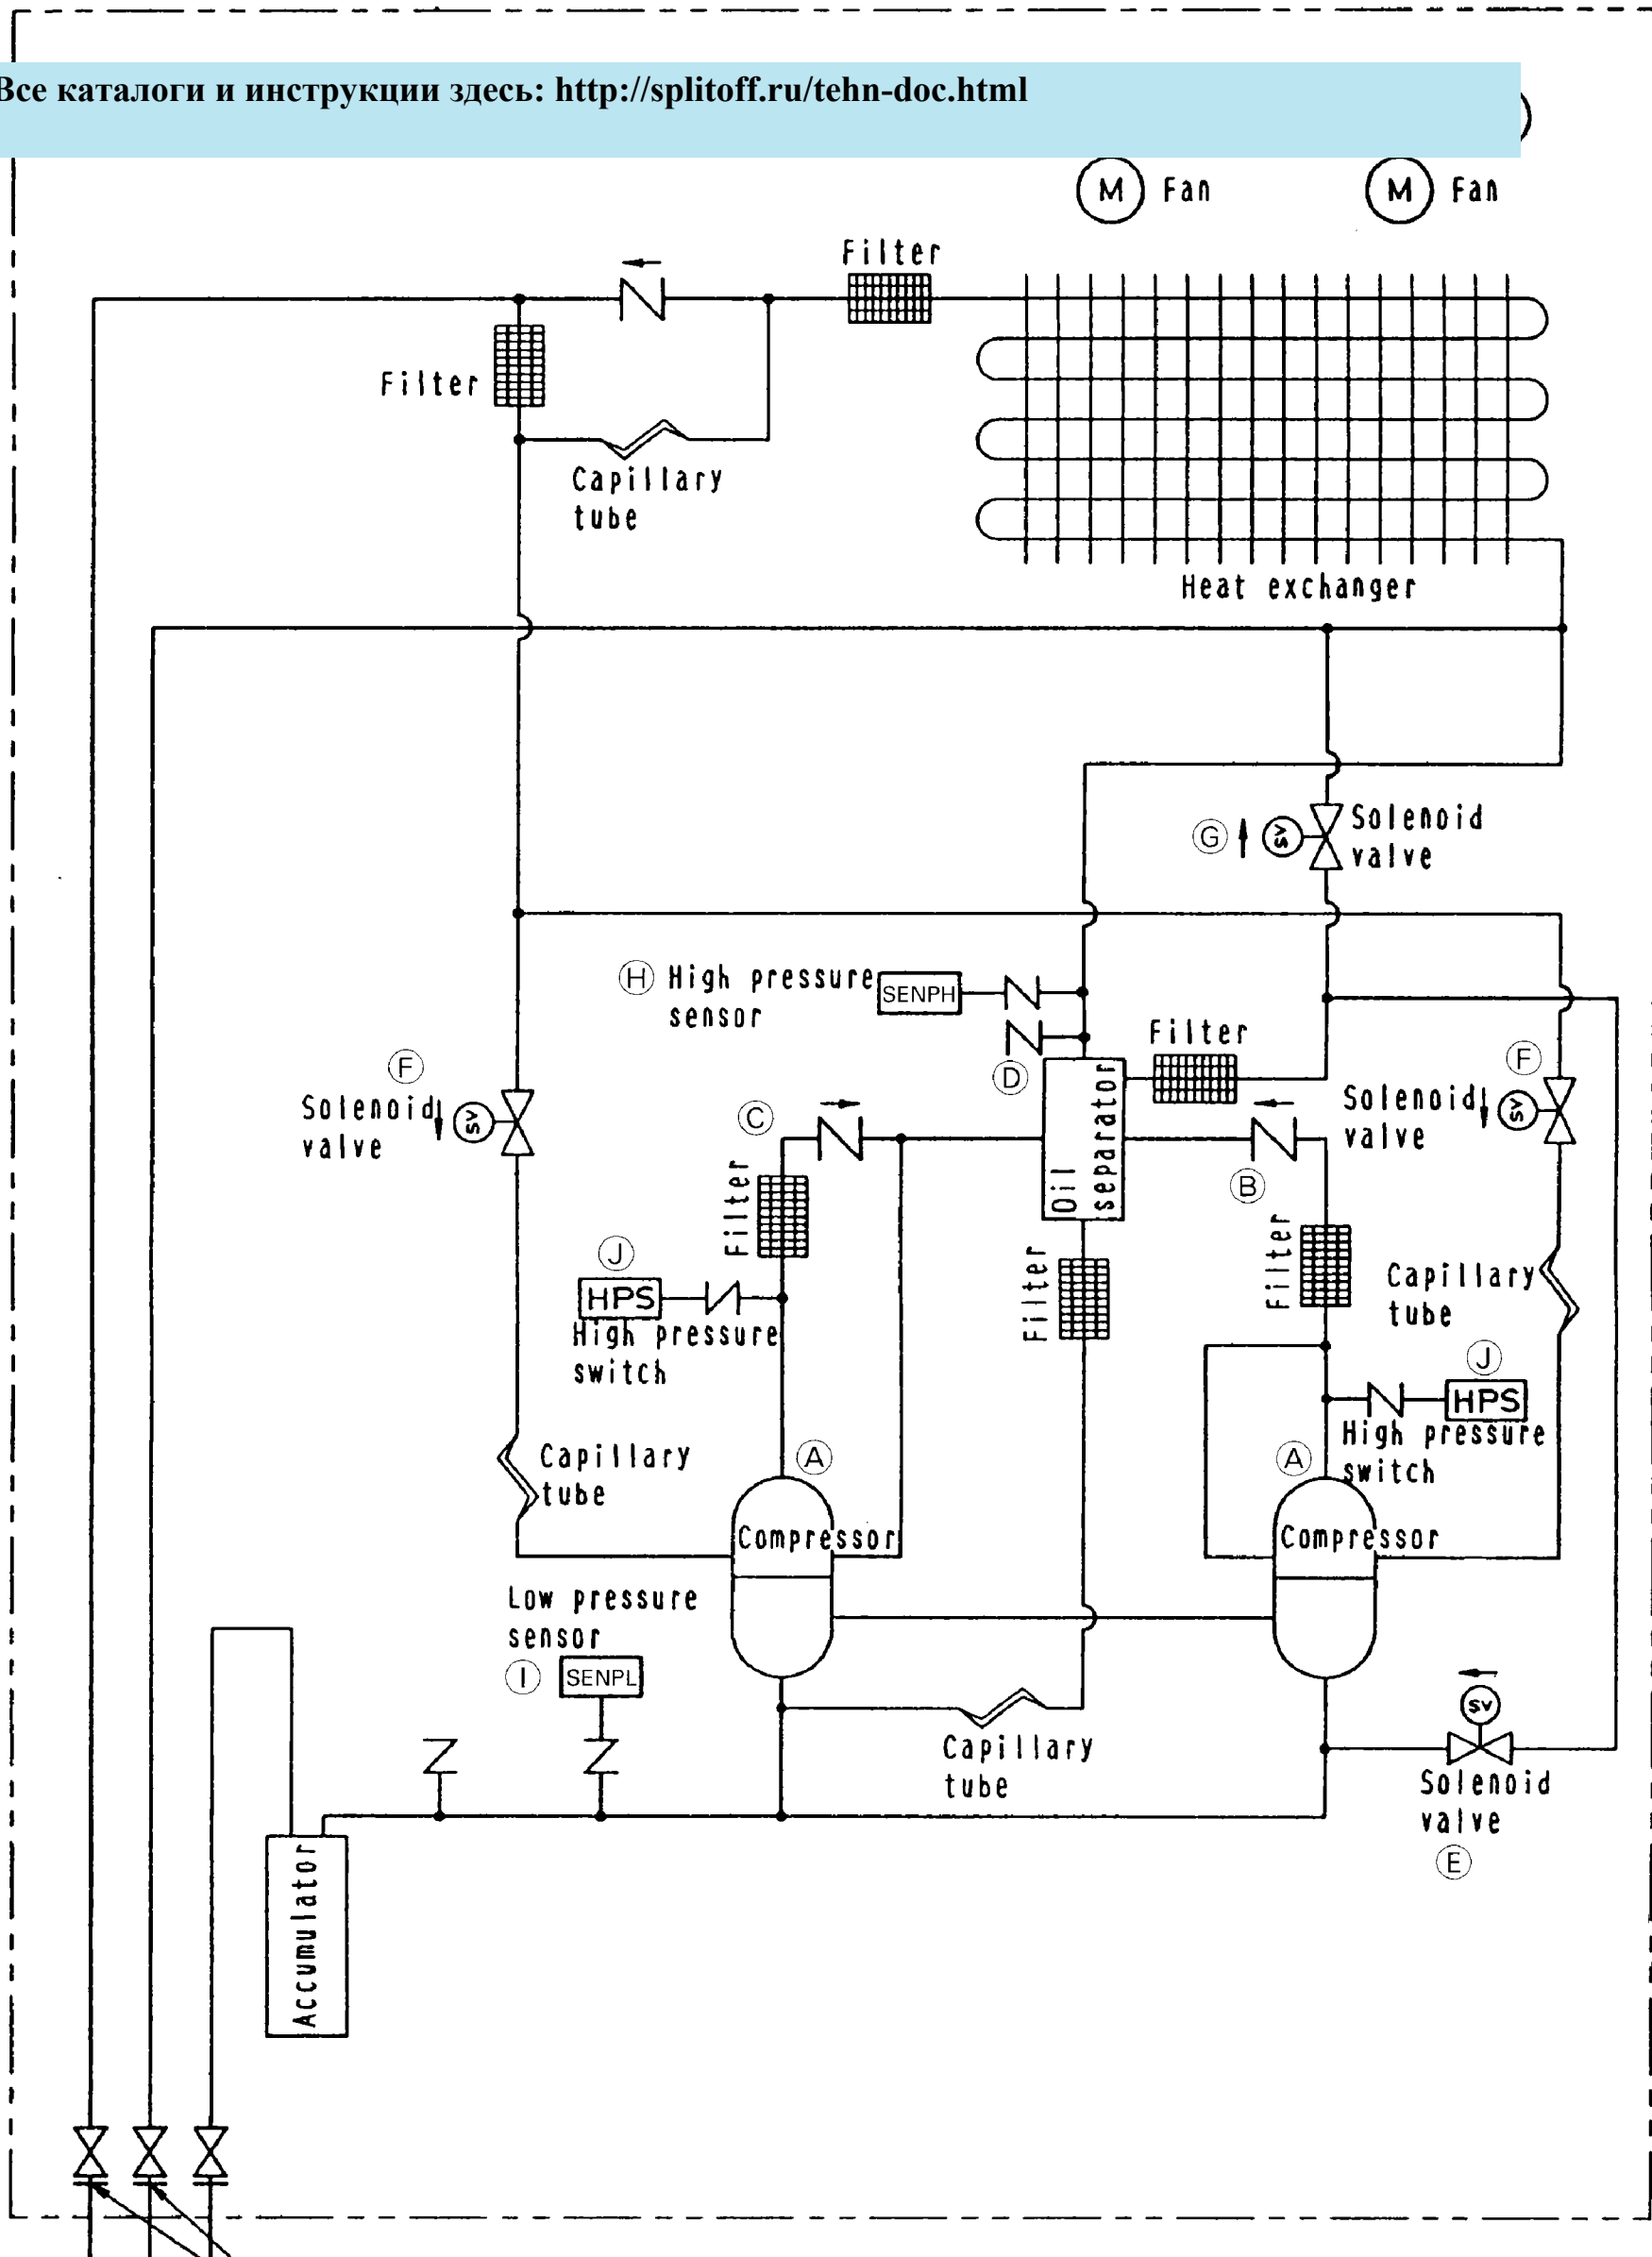 Все каталоги и инструкции здесь: http://splitoff.ru/tehn-doc.html
M Fan
M Fan
Filter
Filter
Capillary
tube
Heat exchanger
G
SV
Solenoid
valve
H
High pressure
sensor
SENPH
D
Filter
F
Solenoid
valve
SV
F
Solenoid
valve
SV
C
B
Oil
separator
Filter
Filter
Filter
J
HPS
High pressure
switch
Capillary
tube
J
HPS
High pressure
switch
Capillary
tube
A
A
Compressor
Compressor
Low pressure
sensor
I
SENPL
Capillary
tube
SV
Solenoid
valve
E
Accumulator